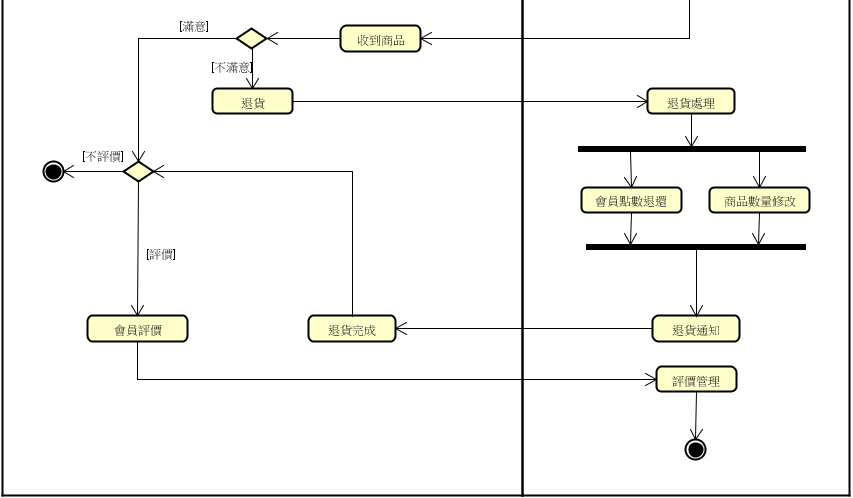 [滿意]
收到商品
[不滿意]
退貨
退貨處理
[不評價]
會員點數退還
商品數量修改
[評價]
會員評價
退貨完成
退貨通知
評價管理